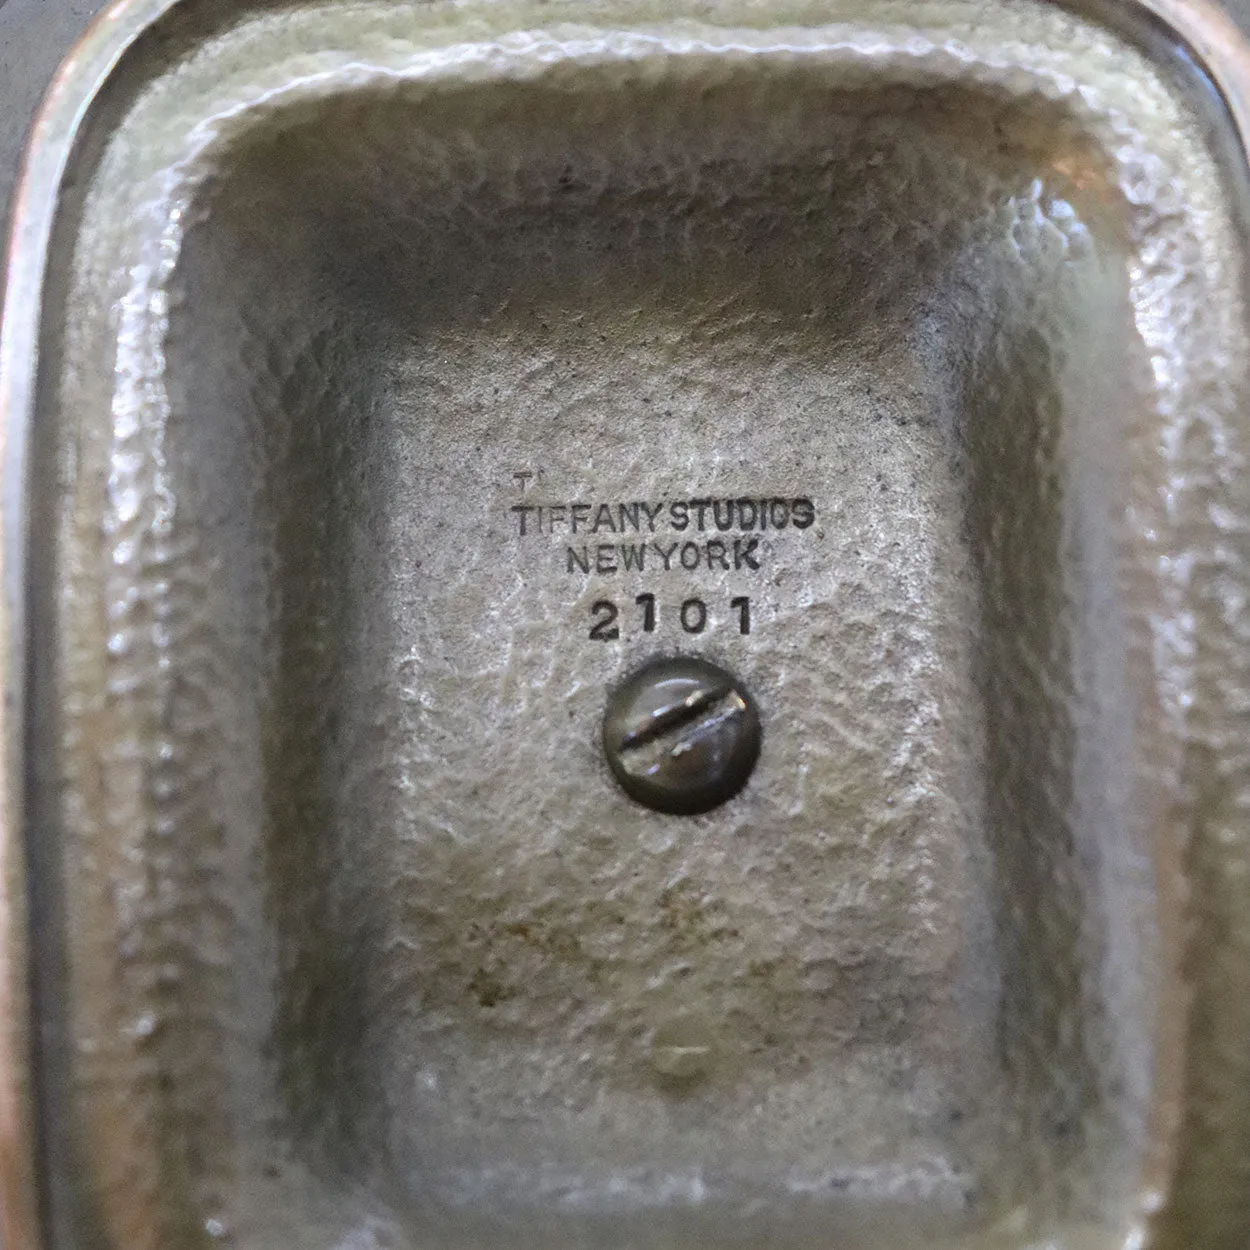 T
TIFFANY STUDIOS
NEW YORK
2101